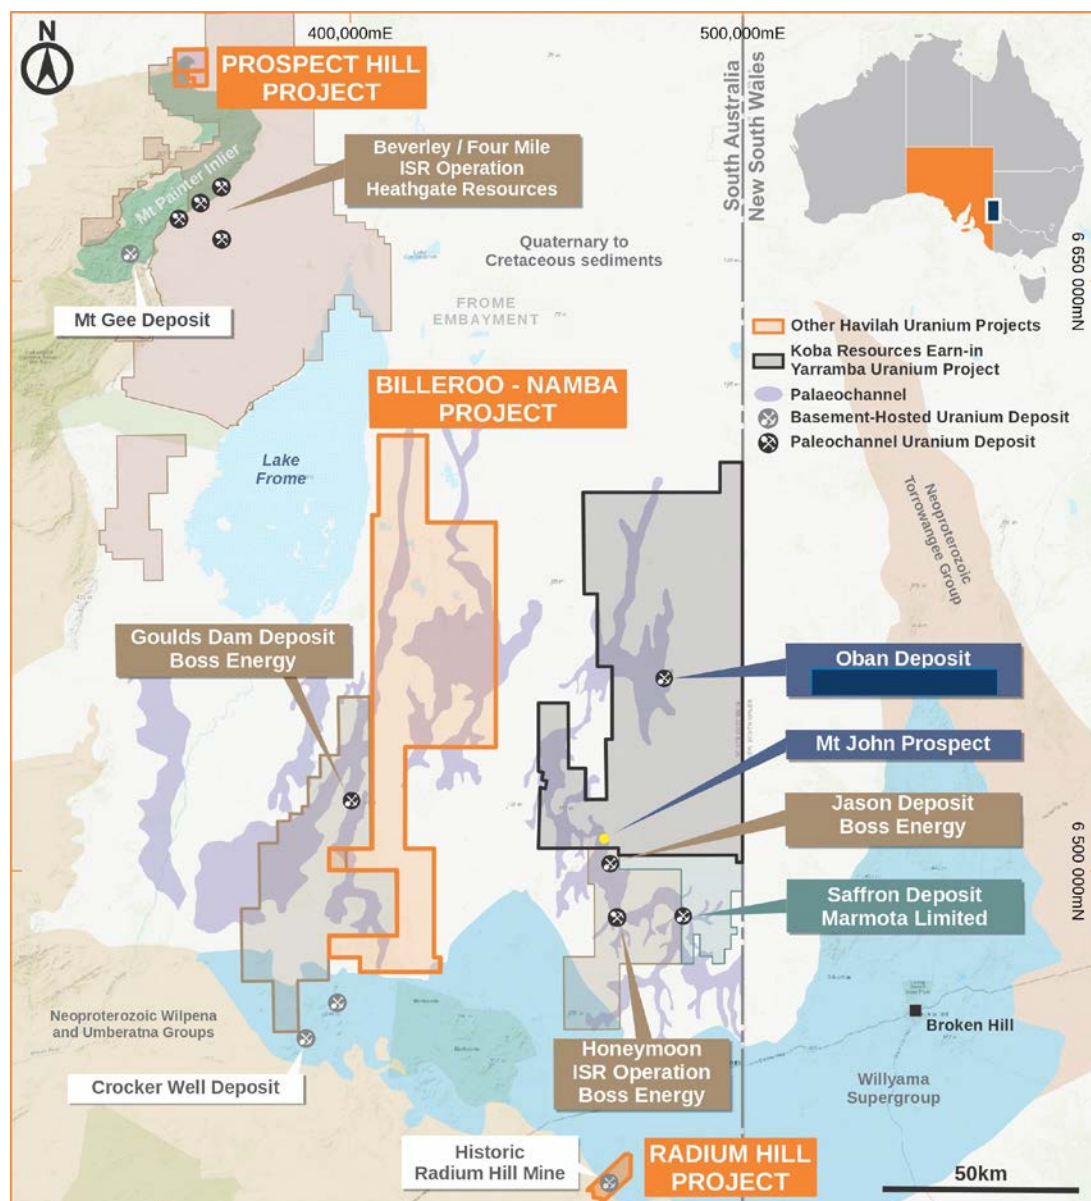 N
400,000mE
500,000mE
PROSPECT HILL
PROJECT
South Australia
New South Wales
Beverley / Four Mile
ISR Operation
Heathgate Resources
Mt Painter Inlier
Quaternary to
Cretaceous sediments
6 650 000mN
Mt Gee Deposit
FROME
EMBAYMENT
Other Havilah Uranium Projects
Koba Resources Earn-in
Yarramba Uranium Project
Palaeochannel
Basement-Hosted Uranium Deposit
Paleochannel Uranium Deposit
BILLEROO - NAMBA
PROJECT
Lake
Frome
Neoproterozoic
Torrowangee Group
Goulds Dam Deposit
Boss Energy
Oban Deposit
Mt John Prospect
Jason Deposit
Boss Energy
6 500 000mN
Saffron Deposit
Marmota Limited
Neoproterozoic Wilpena
and Umberatna Groups
Broken Hill
Crocker Well Deposit
Honeymoon
ISR Operation
Boss Energy
Willyama
Supergroup
Historic
Radium Hill Mine
RADIUM HILL
PROJECT
50km